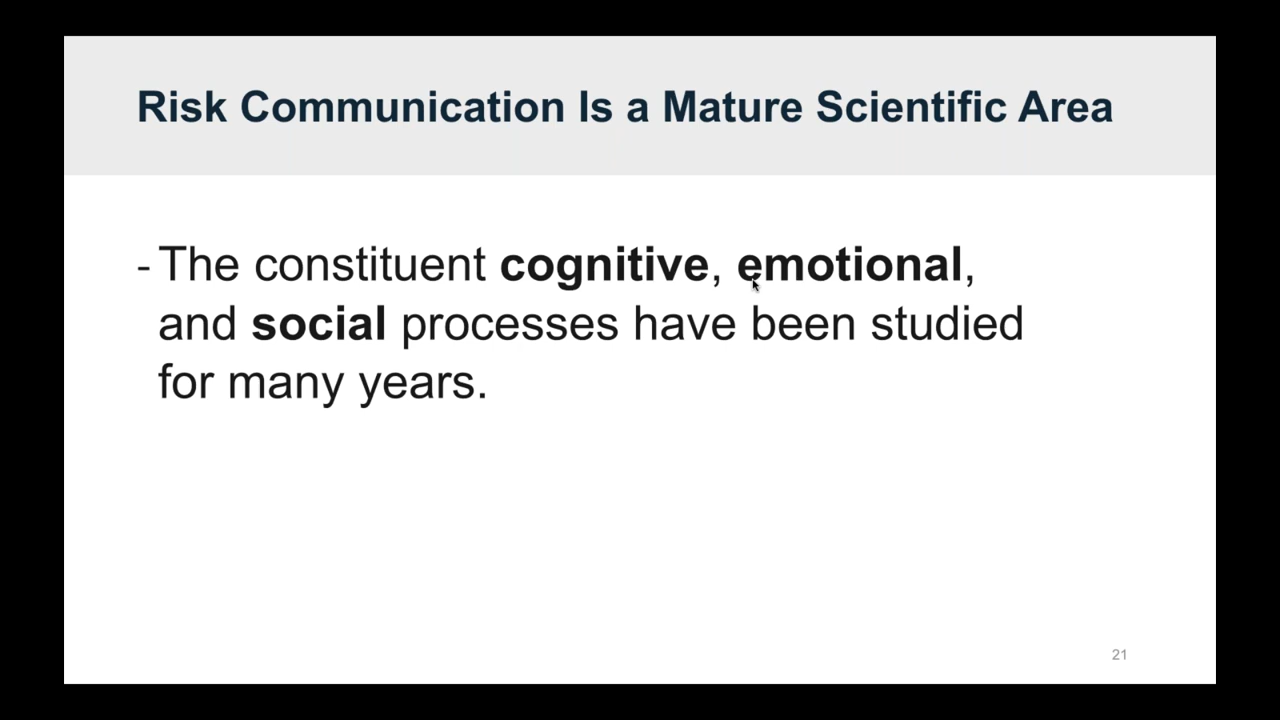 Risk Communication Is a Mature Scientific Area
- The constituent cognitive, emotional,
and social processes have been studied
for many years.
21